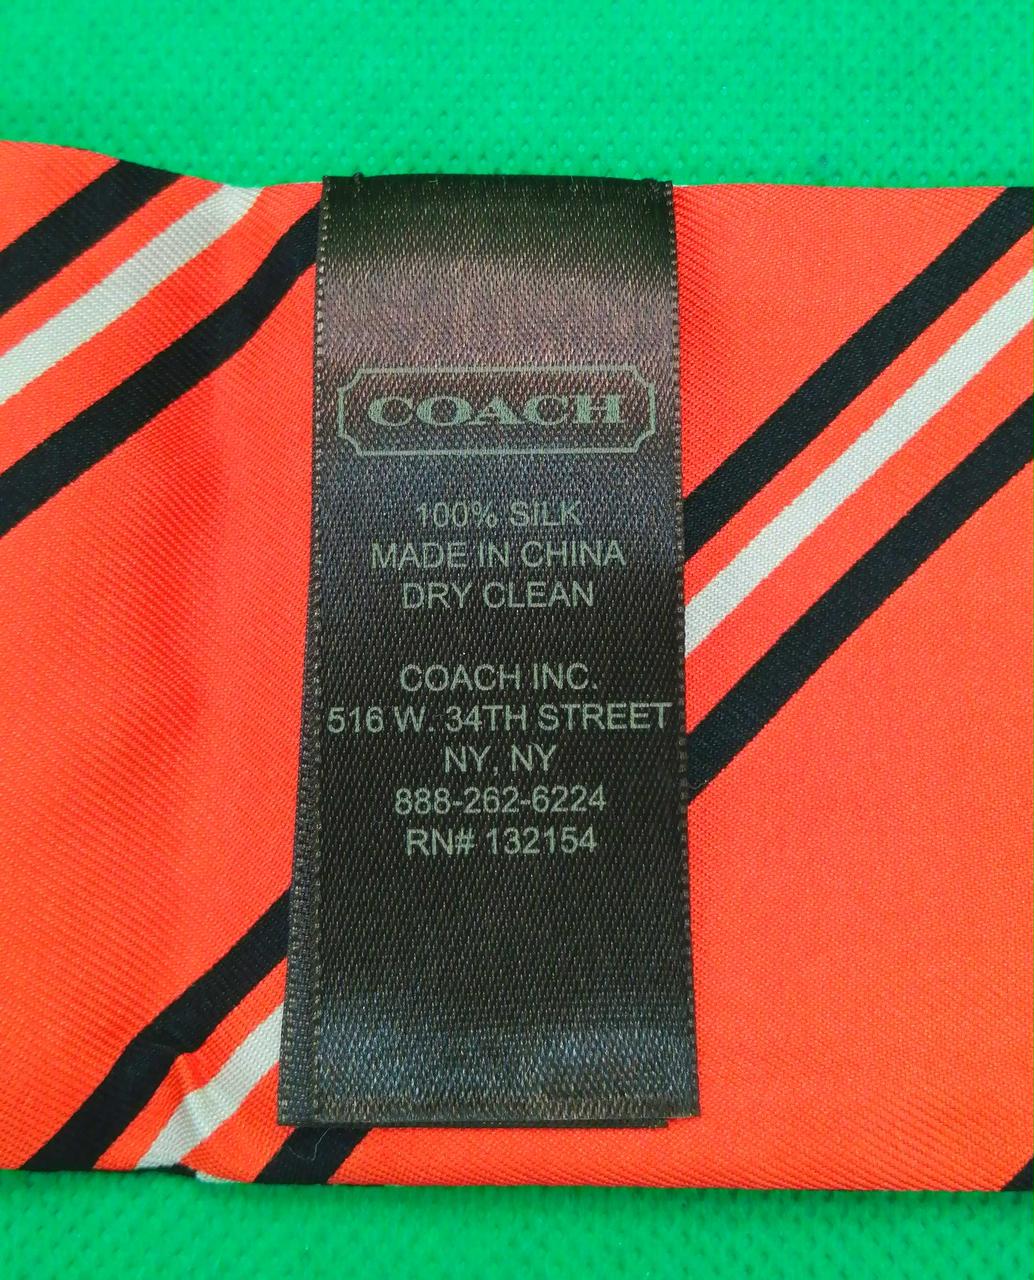 COACH
100% SILK
MADE IN CHINA
DRY CLEAN
COACH INC.
516 W. 34TH STREET
NY, NY
888-262-6224
RN# 132154